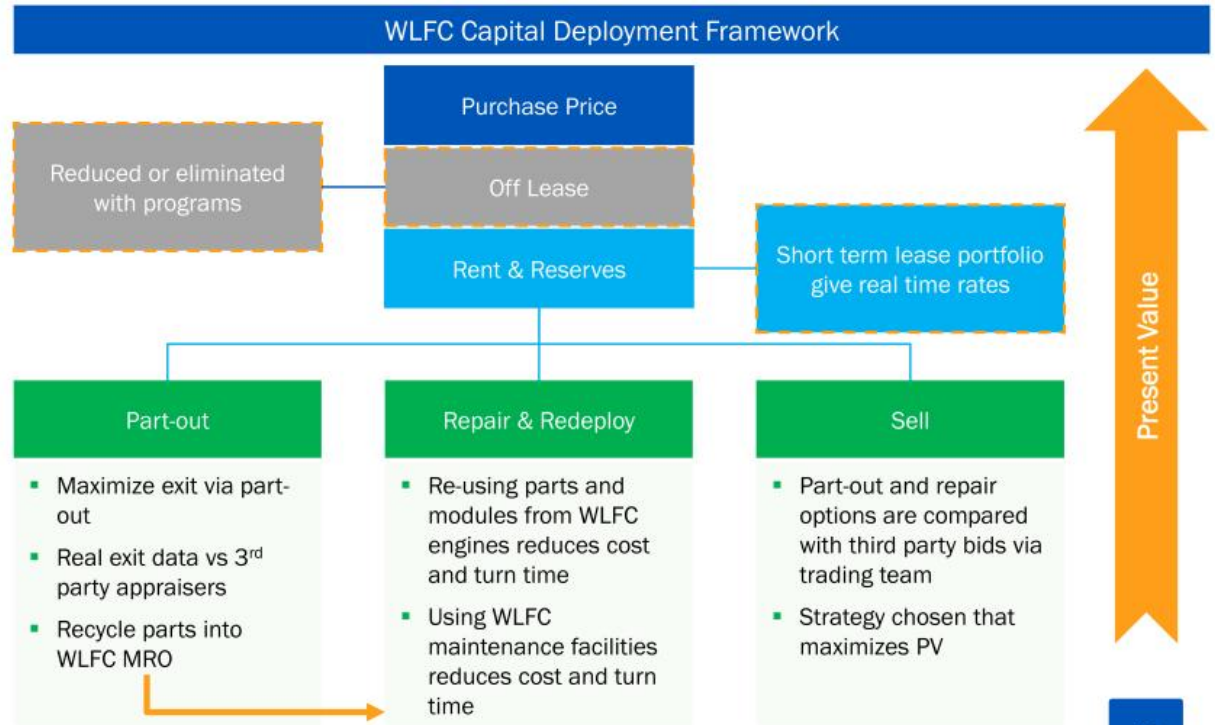 WLFC Capital Deployment Framework
Purchase Price
Reduced or eliminated
with programs
Off Lease
Rent & Reserves
Short term lease portfolio
give real time rates
Present Value
Part-out
▪ Maximize exit via part-
out
▪ Real exit data vs 3rd
party appraisers
▪ Recycle parts into
WLFC MRO
Repair & Redeploy
▪ Re-using parts and
modules from WLFC
engines reduces cost
and turn time
▪ Using WLFC
maintenance facilities
reduces cost and turn
time
Sell
▪ Part-out and repair
options are compared
with third party bids via
trading team
▪ Strategy chosen that
maximizes PV